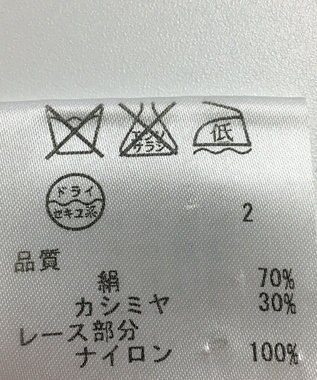 エンソ
サラシ
低
ドライ
セキユ系
2
品質
絹 70%
カシミヤ 30%
レース部分
ナイロン 100%